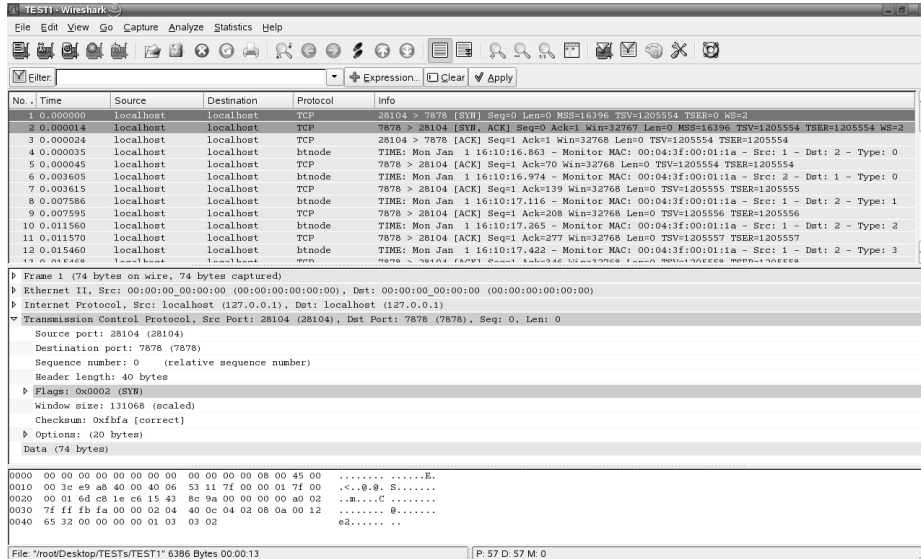 TEST1 - Wireshark
File Edit View Go Capture Analyze Statistics Help
Filter: Expression... Clear Apply
No. . Time Source Destination Protocol Info
1 0.000000 localhost localhost TCP 28104 > 7878 [SYN] Seq=0 Len=0 MSS=16396 TSV=1205554 TSER=0 WS=2
2 0.000014 localhost localhost TCP 7878 > 28104 [SYN, ACK] Seq=0 Ack=1 Win=32767 Len=0 MSS=16396 TSV=1205554 TSER=1205554 WS=2
3 0.000024 localhost localhost TCP 28104 > 7878 [ACK] Seq=1 Ack=1 Win=32768 Len=0 TSV=1205554 TSER=1205554
4 0.000035 localhost localhost btnode TIME: Mon Jan 1 16:10:16.863 - Monitor MAC: 00:04:3f:00:01:1a - Src: 1 - Dst: 2 - Type: 0
5 0.000045 localhost localhost TCP 7878 > 28104 [ACK] Seq=1 Ack=70 Win=32768 Len=0 TSV=1205554 TSER=1205554
6 0.003605 localhost localhost btnode TIME: Mon Jan 1 16:10:16.974 - Monitor MAC: 00:04:3f:00:01:1a - Src: 2 - Dst: 1 - Type: 0
7 0.003615 localhost localhost TCP 7878 > 28104 [ACK] Seq=1 Ack=139 Win=32768 Len=0 TSV=1205555 TSER=1205555
8 0.007586 localhost localhost btnode TIME: Mon Jan 1 16:10:17.116 - Monitor MAC: 00:04:3f:00:01:1a - Src: 1 - Dst: 2 - Type: 1
9 0.007595 localhost localhost TCP 7878 > 28104 [ACK] Seq=1 Ack=208 Win=32768 Len=0 TSV=1205556 TSER=1205556
10 0.011560 localhost localhost btnode TIME: Mon Jan 1 16:10:17.265 - Monitor MAC: 00:04:3f:00:01:1a - Src: 1 - Dst: 2 - Type: 2
11 0.011570 localhost localhost TCP 7878 > 28104 [ACK] Seq=1 Ack=277 Win=32768 Len=0 TSV=1205557 TSER=1205557
12 0.015460 localhost localhost btnode TIME: Mon Jan 1 16:10:17.422 - Monitor MAC: 00:04:3f:00:01:1a - Src: 1 - Dst: 2 - Type: 3
13 0.015468 localhost localhost TCP 7878 > 28104 [ACK] Seq=1 Ack=346 Win=32768 Len=0 TSV=1205558 TSER=1205558
Frame 1 (74 bytes on wire, 74 bytes captured)
Ethernet II, Src: 00:00:00_00:00:00 (00:00:00:00:00:00), Dst: 00:00:00_00:00:00 (00:00:00:00:00:00)
Internet Protocol, Src: localhost (127.0.0.1), Dst: localhost (127.0.0.1)
Transmission Control Protocol, Src Port: 28104 (28104), Dst Port: 7878 (7878), Seq: 0, Len: 0
Source port: 28104 (28104)
Destination port: 7878 (7878)
Sequence number: 0 (relative sequence number)
Header length: 40 bytes
Flags: 0x0002 (SYN)
Window size: 131068 (scaled)
Checksum: 0xfbfa [correct]
Options: (20 bytes)
Data (74 bytes)
0000 00 00 00 00 00 00 00 00 00 00 00 00 08 00 45 00 ........ ......E.
0010 00 3c e9 a8 40 00 40 06 53 11 7f 00 00 01 7f 00 .<..@.@. S.......
0020 00 01 6d c8 1e c6 15 43 8c 9a 00 00 00 00 a0 02 ..m....C ........
0030 7f ff fb fa 00 00 02 04 40 0c 04 02 08 0a 00 12 ........ @.......
0040 65 32 00 00 00 00 01 03 03 02 e2...... ..
File: "/root/Desktop/TESTs/TEST1" 6386 Bytes 00:00:13 P: 57 D: 57 M: 0